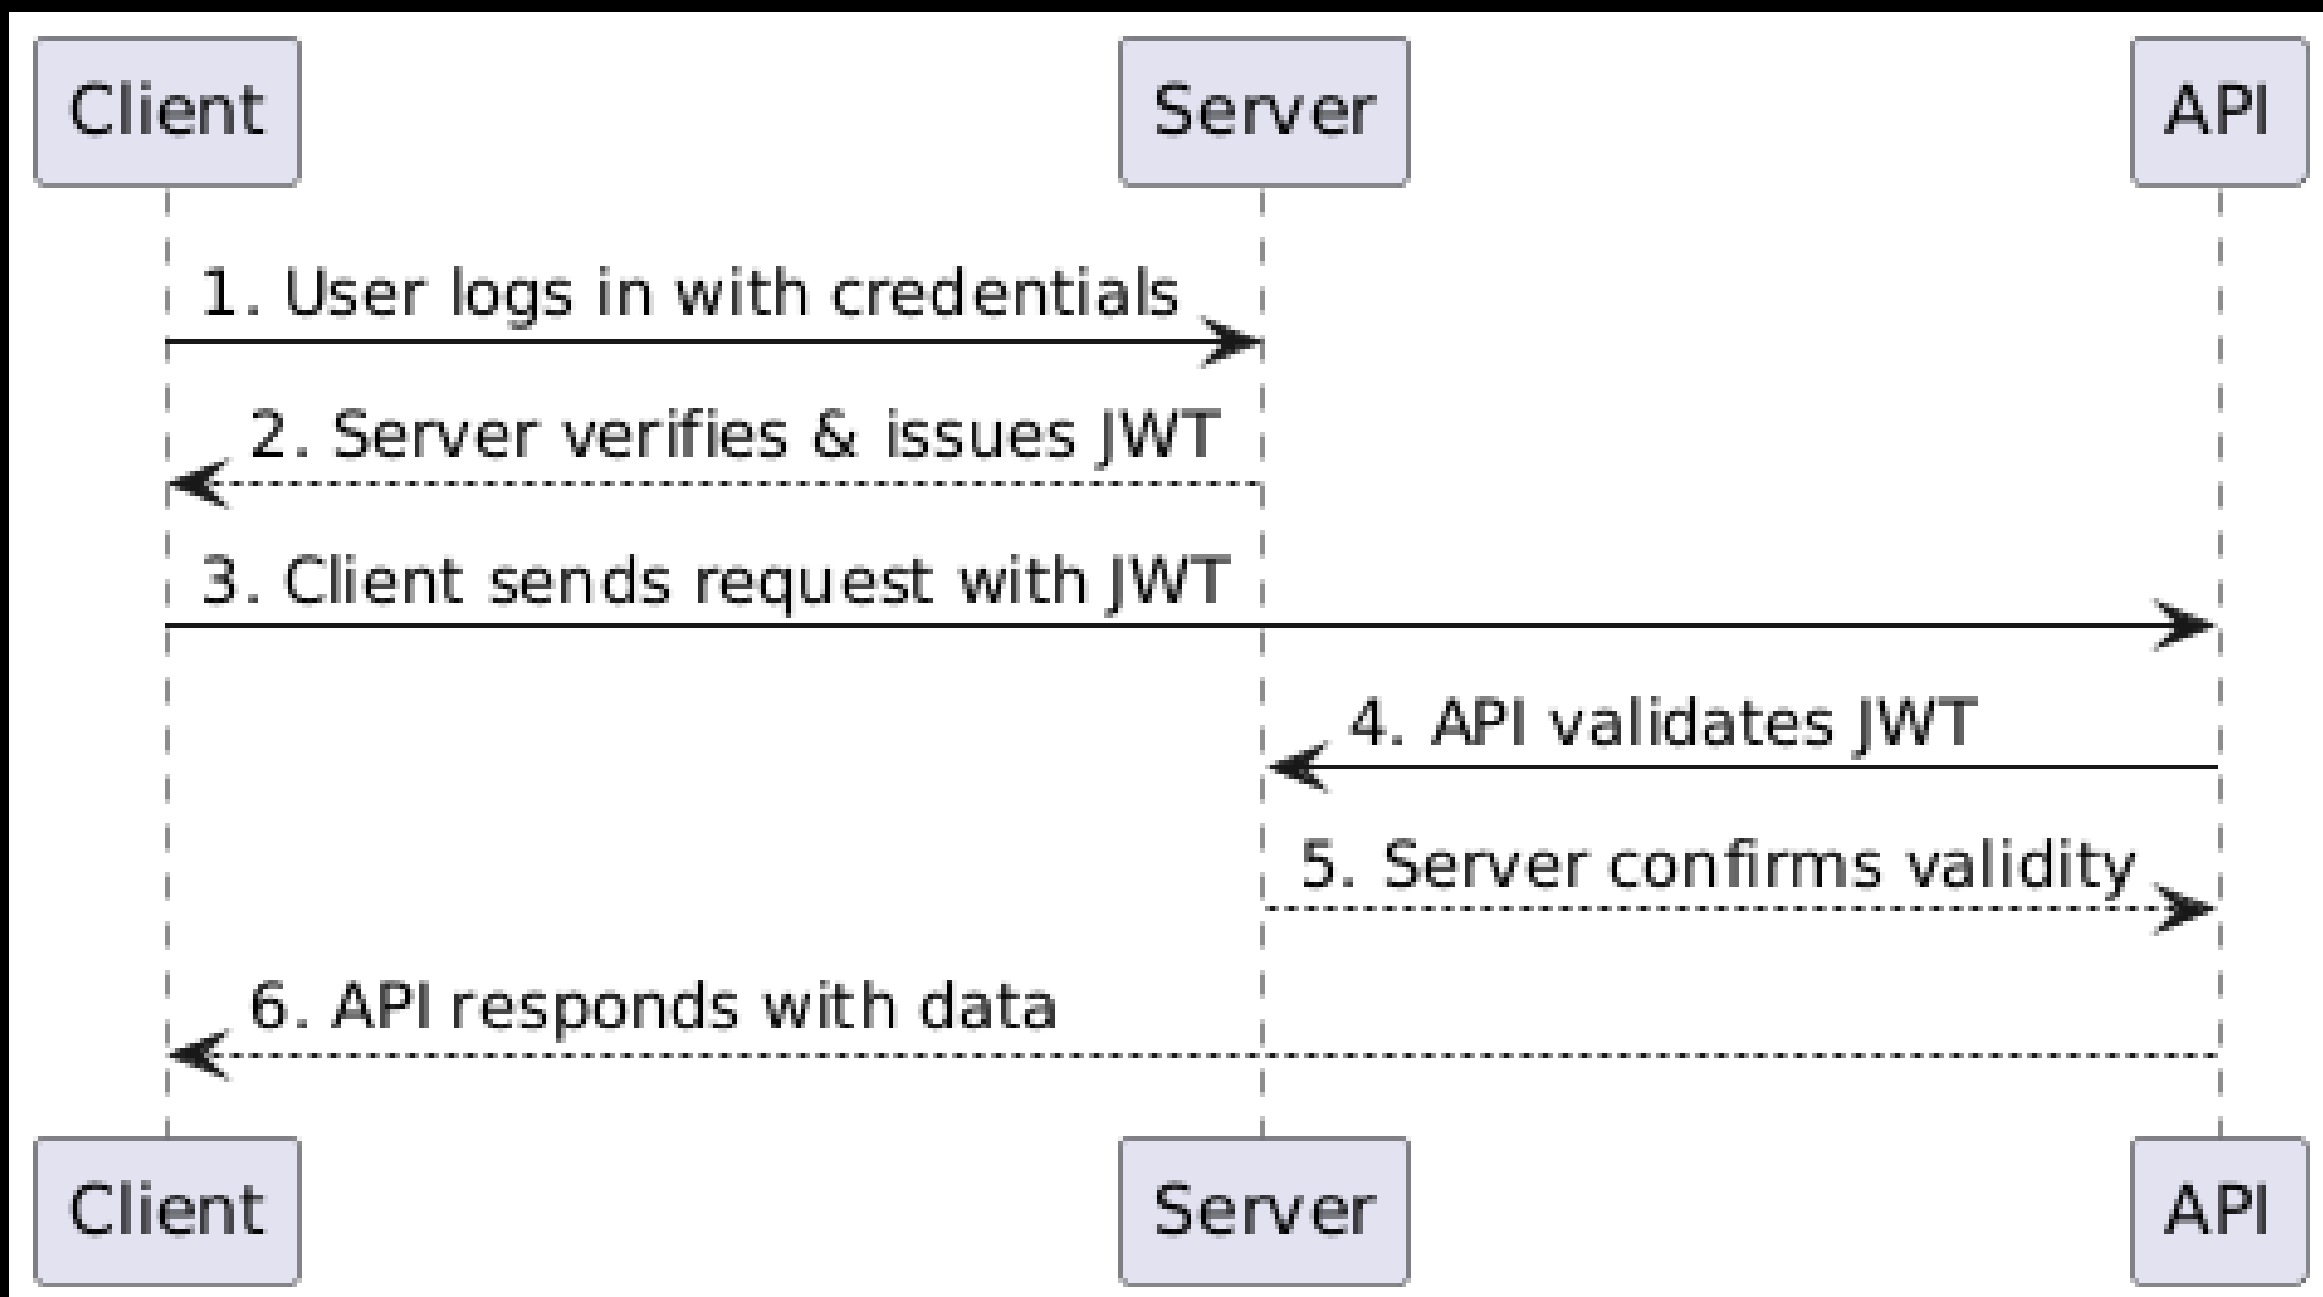 Client
Server
API
1. User logs in with credentials
2. Server verifies & issues JWT
3. Client sends request with JWT
4. API validates JWT
5. Server confirms validity
6. API responds with data
Client
Server
API